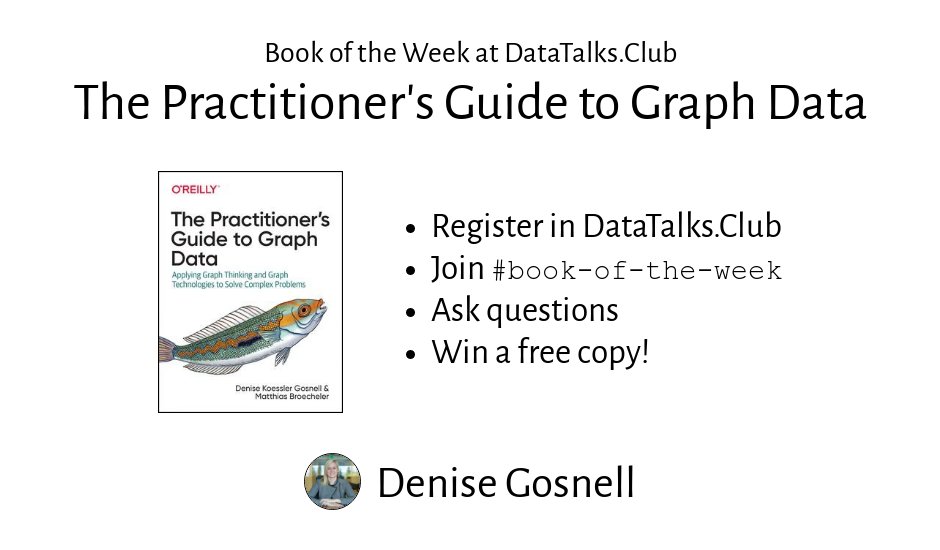 Book of the Week at DataTalks.Club
The Practitioner's Guide to Graph Data
O'REILLY
The Practitioner's
Guide to Graph
Data
Applying Graph Thinking and Graph
Technologies to Solve Complex Problems
Denise Koessler Gosnell &
Matthias Broecheler
• Register in DataTalks.Club
• Join #book-of-the-week
• Ask questions
• Win a free copy!
Denise Gosnell